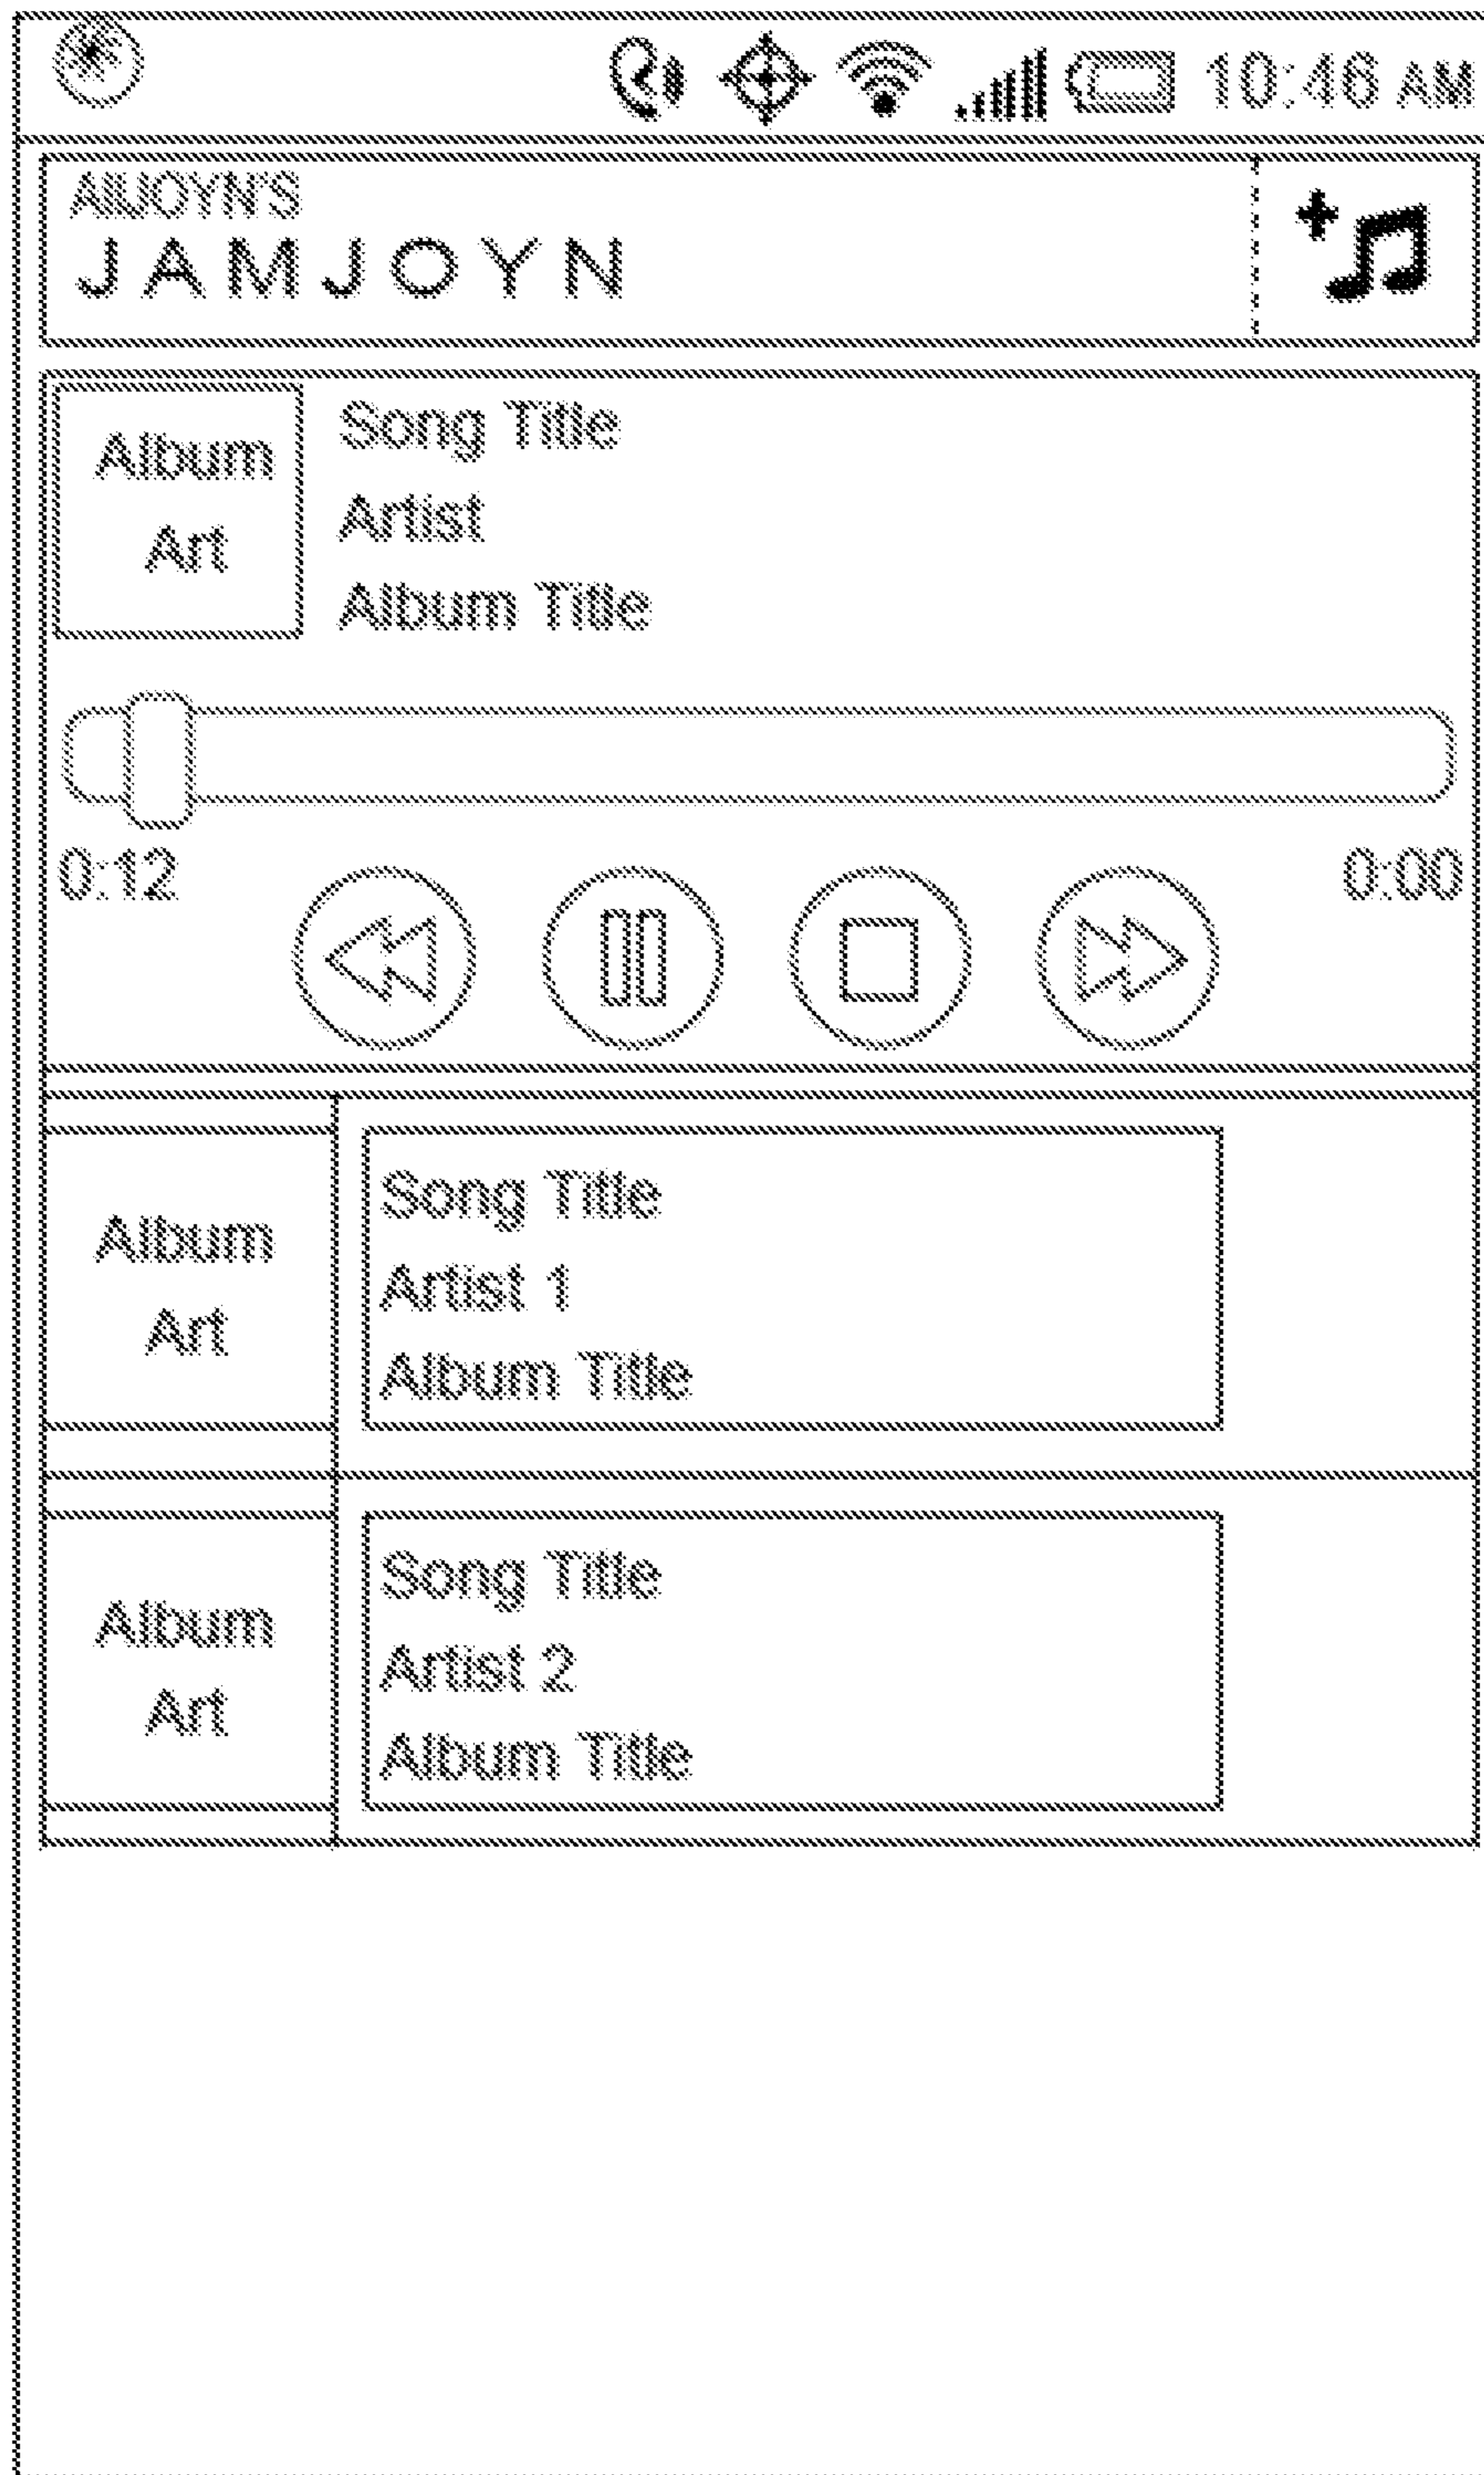 10:46 AM
AllJOYN'S
JAMJOYN
Album
Art
Song Title
Artist
Album Title
0:12
0:00
Album
Art
Song Title
Artist 1
Album Title
Album
Art
Song Title
Artist 2
Album Title